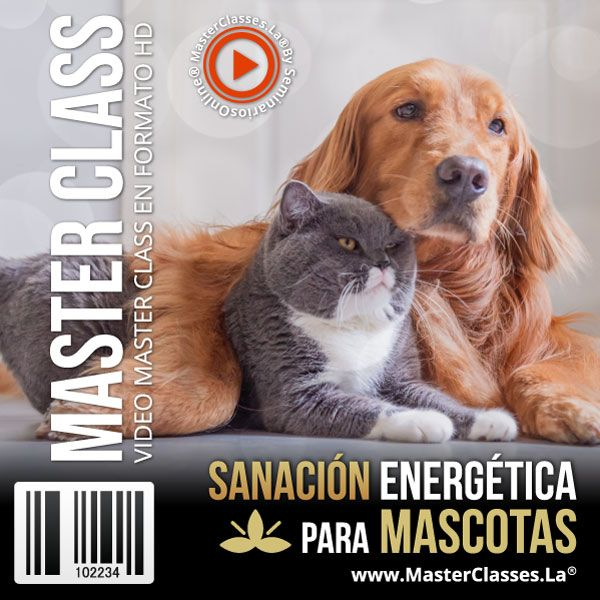 MASTER CLASS
VIDEO MASTER CLASS EN FORMATO HD
MasterClasses.La® By SeminariosOnline®
SANACIÓN ENERGÉTICA
PARA MASCOTAS
www.MasterClasses.La®
102234